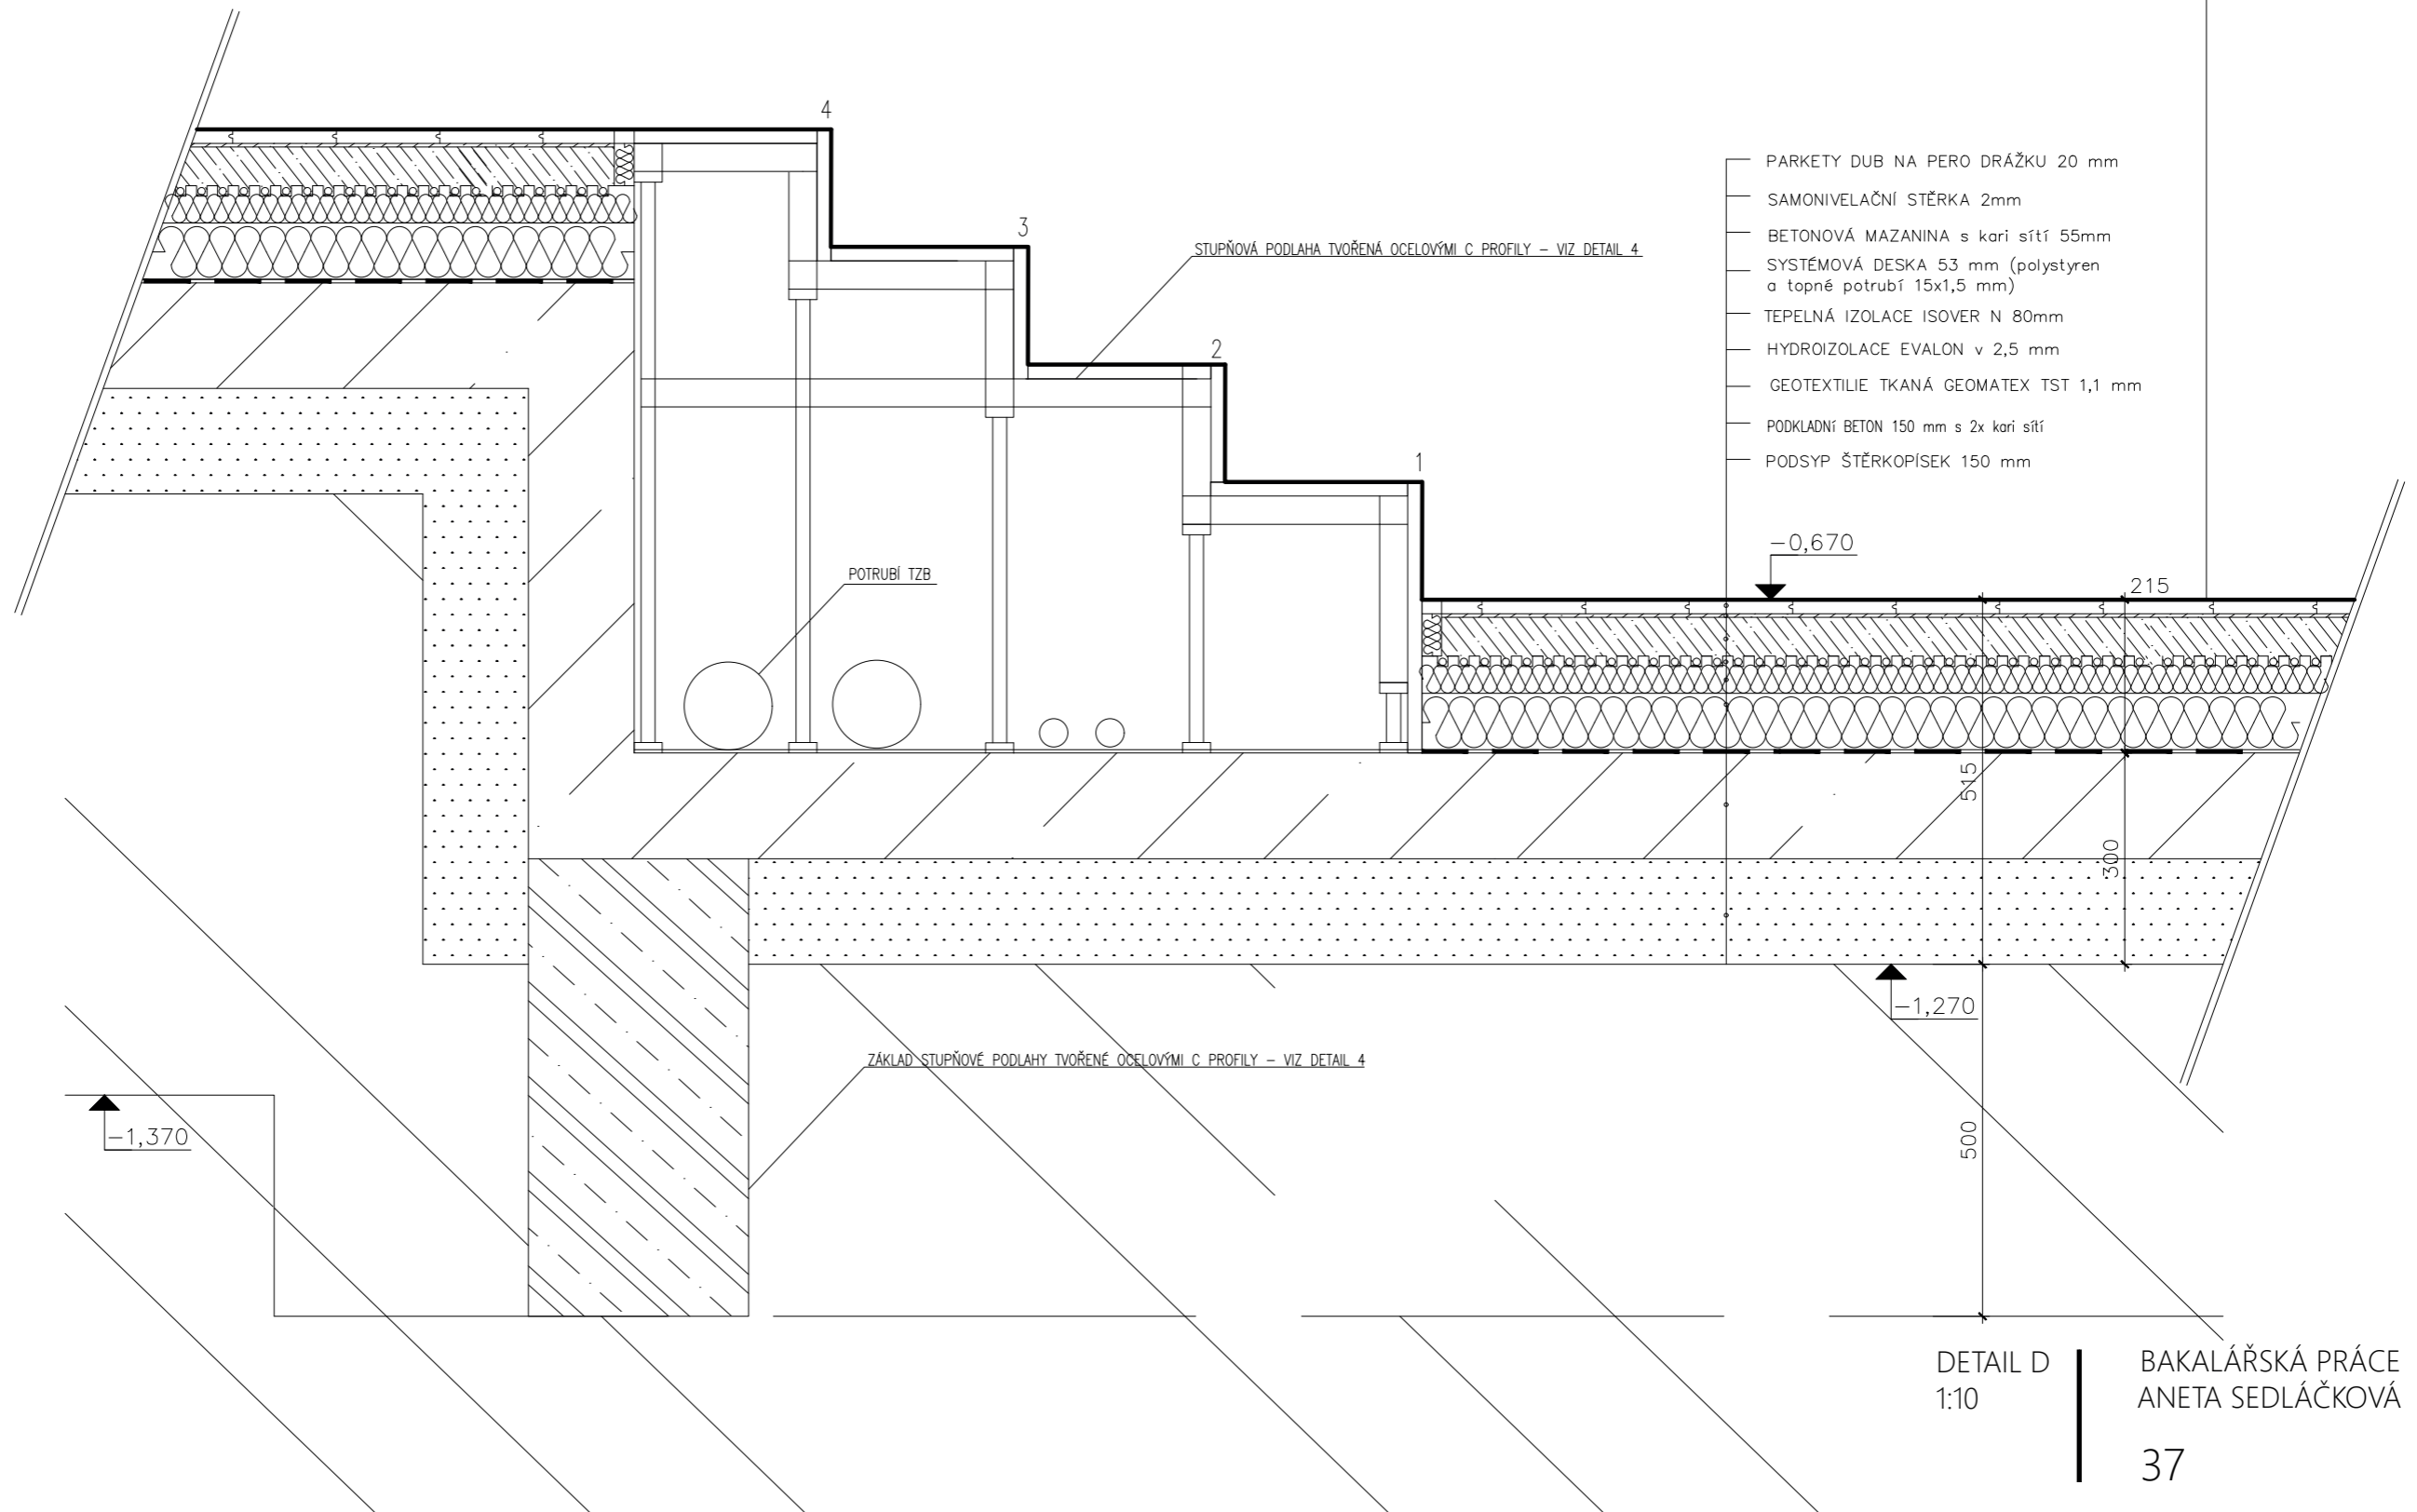 4
3
2
1
STUPŇOVÁ PODLAHA TVOŘENÁ OCELOVÝMI C PROFILY – VIZ DETAIL 4
PARKETY DUB NA PERO DRÁŽKU 20 mm
SAMONIVELAČNÍ STĚRKA 2mm
BETONOVÁ MAZANINA s kari sítí 55mm
SYSTÉMOVÁ DESKA 53 mm (polystyren
a topné potrubí 15x1,5 mm)
TEPELNÁ IZOLACE ISOVER N 80mm
HYDROIZOLACE EVALON v 2,5 mm
GEOTEXTILIE TKANÁ GEOMATEX TST 1,1 mm
PODKLADNÍ BETON 150 mm s 2x kari sítí
PODSYP ŠTĚRKOPÍSEK 150 mm
-0,670
POTRUBÍ TZB
215
515
300
-1,270
ZÁKLAD STUPŇOVÉ PODLAHY TVOŘENÉ OCELOVÝMI C PROFILY – VIZ DETAIL 4
-1,370
500
DETAIL D
1:10
BAKALÁŘSKÁ PRÁCE
ANETA SEDLÁČKOVÁ
37